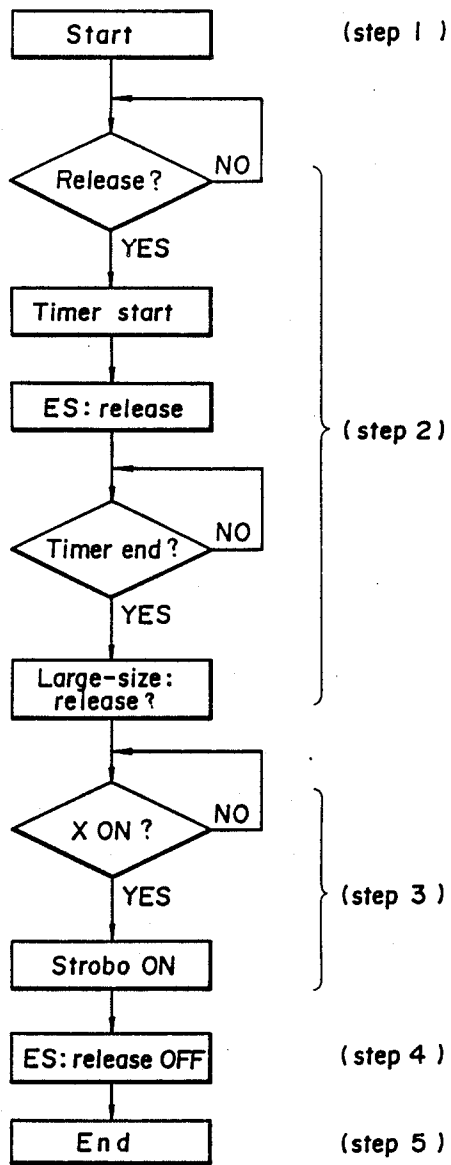 Start (step 1)
Release?
NO
YES
Timer start
ES: release
(step 2)
NO
Timer end?
YES
Large-size:
release?
NO
X ON?
YES
(step 3)
Strobo ON
ES: release OFF (step 4)
End (step 5)